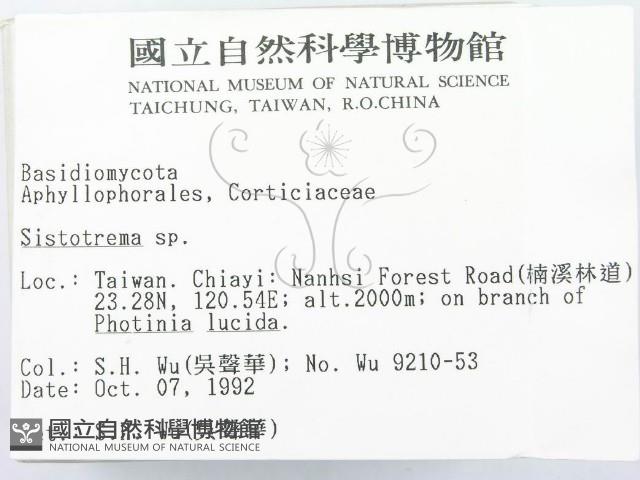 國立自然科學博物館
NATIONAL MUSEUM OF NATURAL SCIENCE
TAICHUNG, TAIWAN, R.O.CHINA
Basidiomycota
Aphyllophorales, Corticiaceae
Sistotrema sp.
Loc.: Taiwan. Chiayi: Nanhsi Forest Road(楠溪林道)
23.28N, 120.54E; alt.2000m; on branch of
Photinia lucida.
Col.: S.H. Wu(吳聲華); No. Wu 9210-53
Date: Oct. 07, 1992
國立自然科學博物館
NATIONAL MUSEUM OF NATURAL SCIENCE